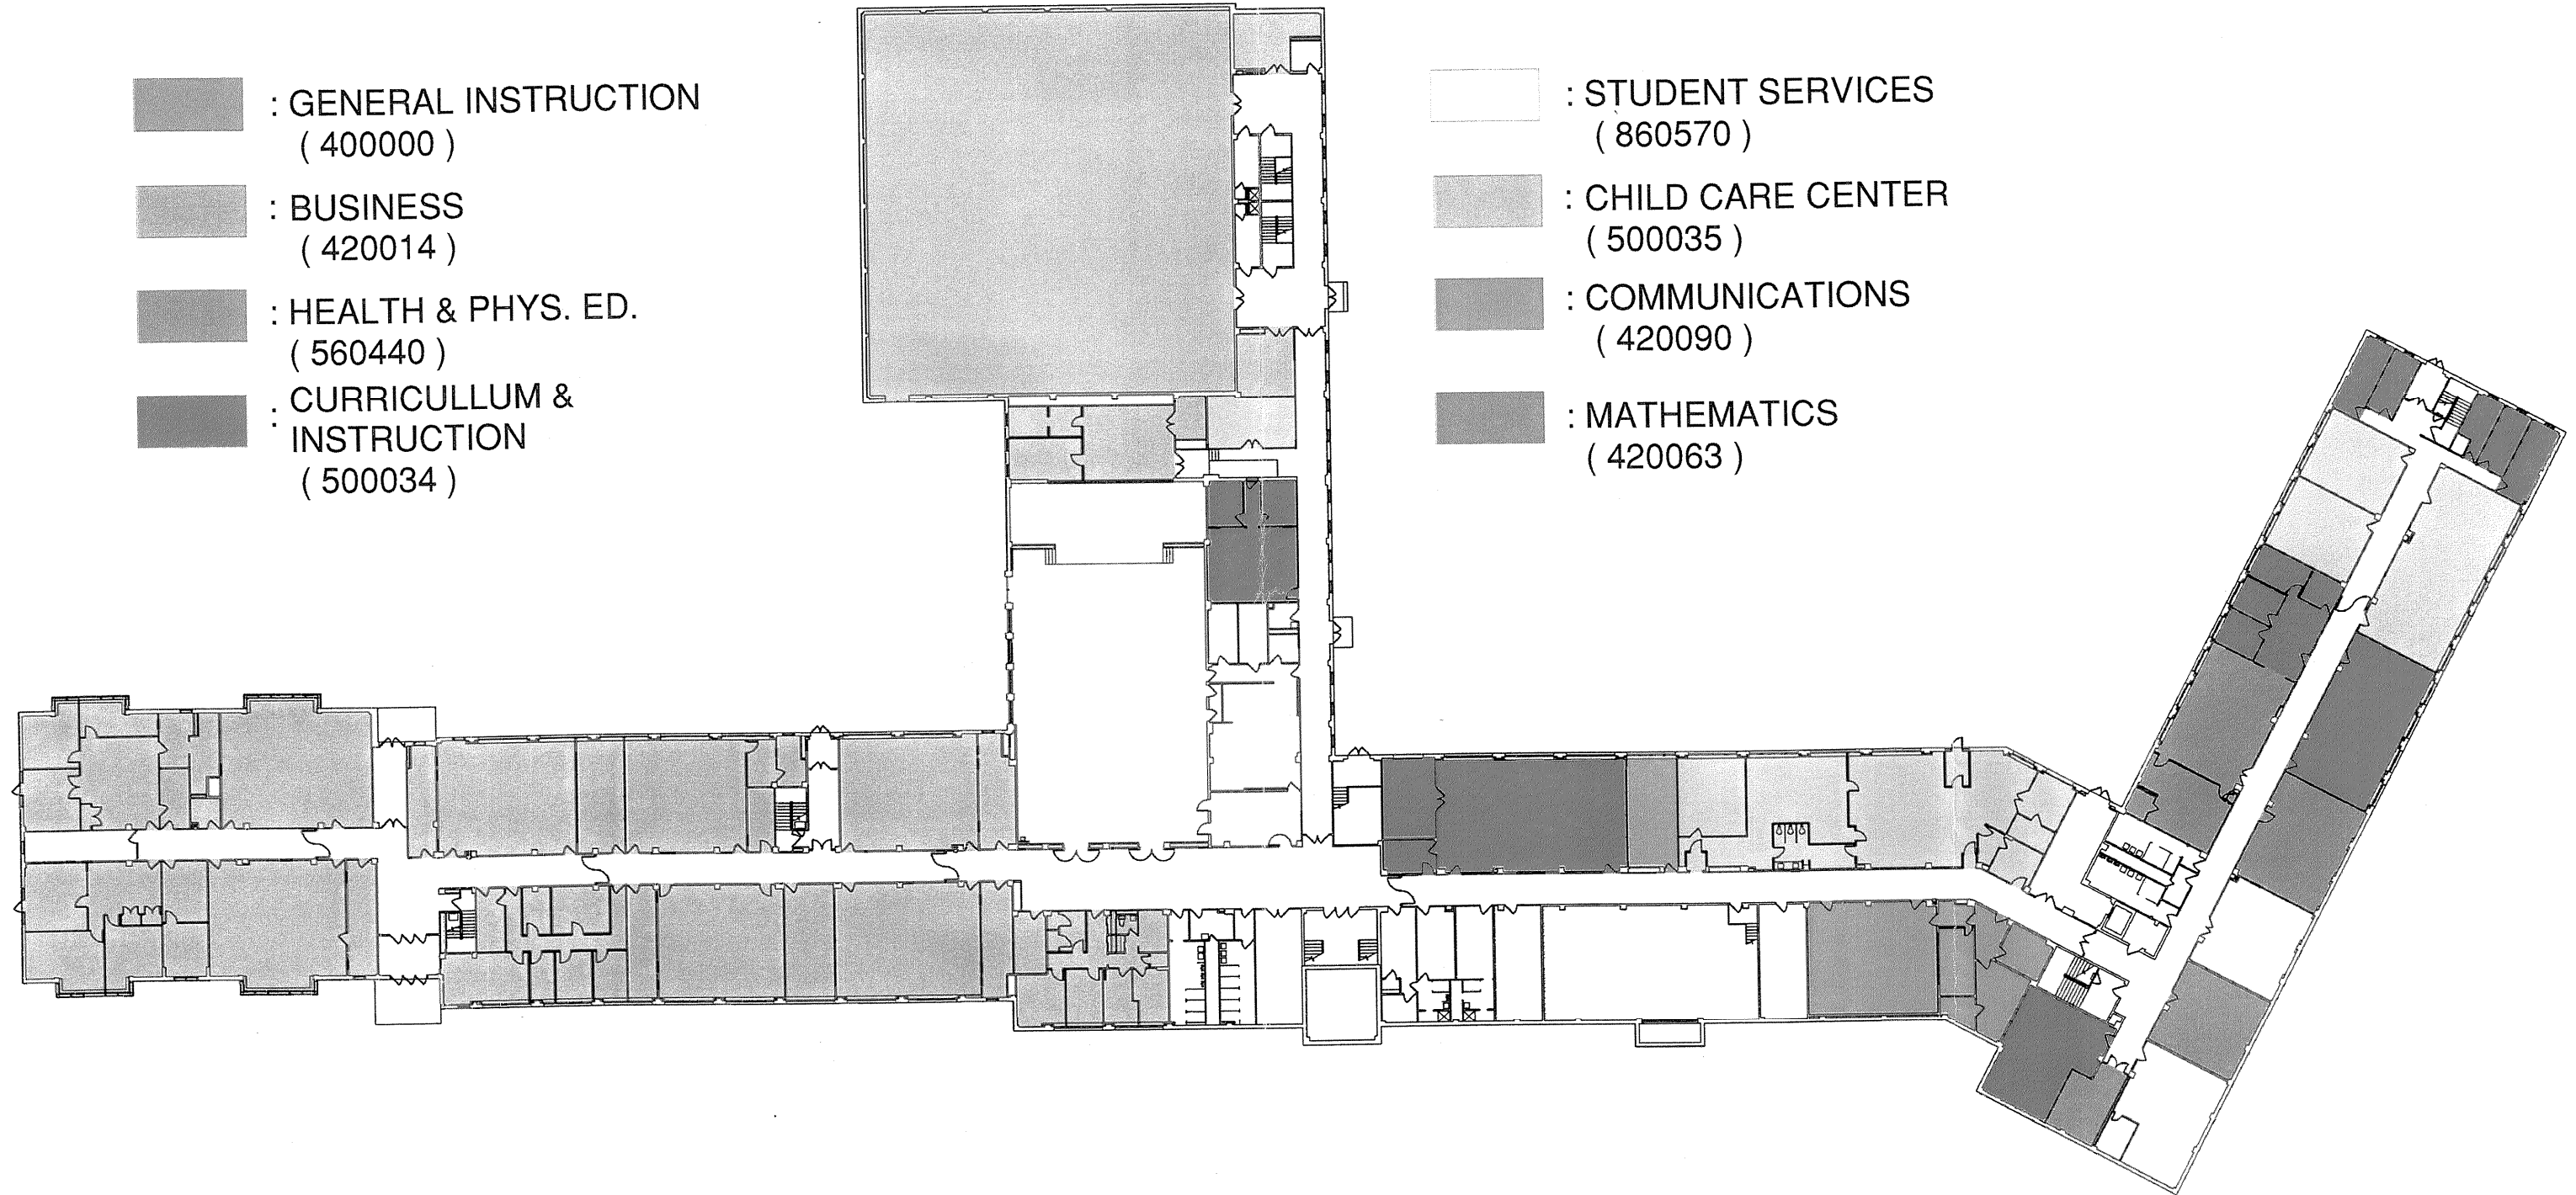 : GENERAL INSTRUCTION
( 400000 )
: BUSINESS
( 420014 )
: HEALTH & PHYS. ED.
( 560440 )
: CURRICULLUM &
: INSTRUCTION
( 500034 )
: STUDENT SERVICES
( 860570 )
: CHILD CARE CENTER
( 500035 )
: COMMUNICATIONS
( 420090 )
: MATHEMATICS
( 420063 )